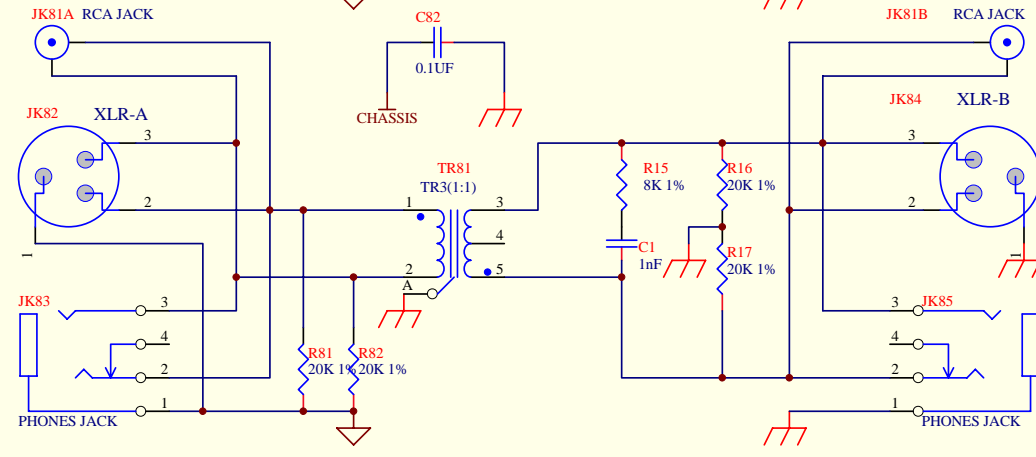 JK81A RCA JACK
C82
0.1UF
CHASSIS
JK81B RCA JACK
JK82
XLR-A
3
2
1
JK84
XLR-B
3
2
1
TR81
TR3(1:1)
1
2
A
3
4
5
R15
8K 1%
C1
1nF
R16
20K 1%
R17
20K 1%
R81
20K 1%
R82
20K 1%
JK83
3
4
2
1
PHONES JACK
JK85
3
4
2
1
PHONES JACK